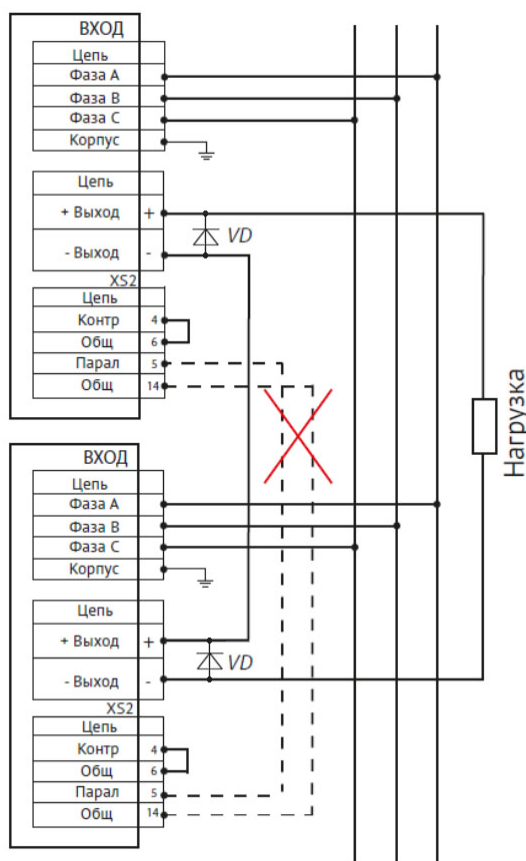 ВХОД
Цепь
Фаза А
Фаза В
Фаза С
Корпус
Цепь
+ Выход +
- Выход -
VD
XS2
Цепь
Контр 4
Общ 6
Парал 5
Общ 14
Нагрузка
ВХОД
Цепь
Фаза А
Фаза В
Фаза С
Корпус
Цепь
+ Выход +
- Выход -
VD
XS2
Цепь
Контр 4
Общ 6
Парал 5
Общ 14